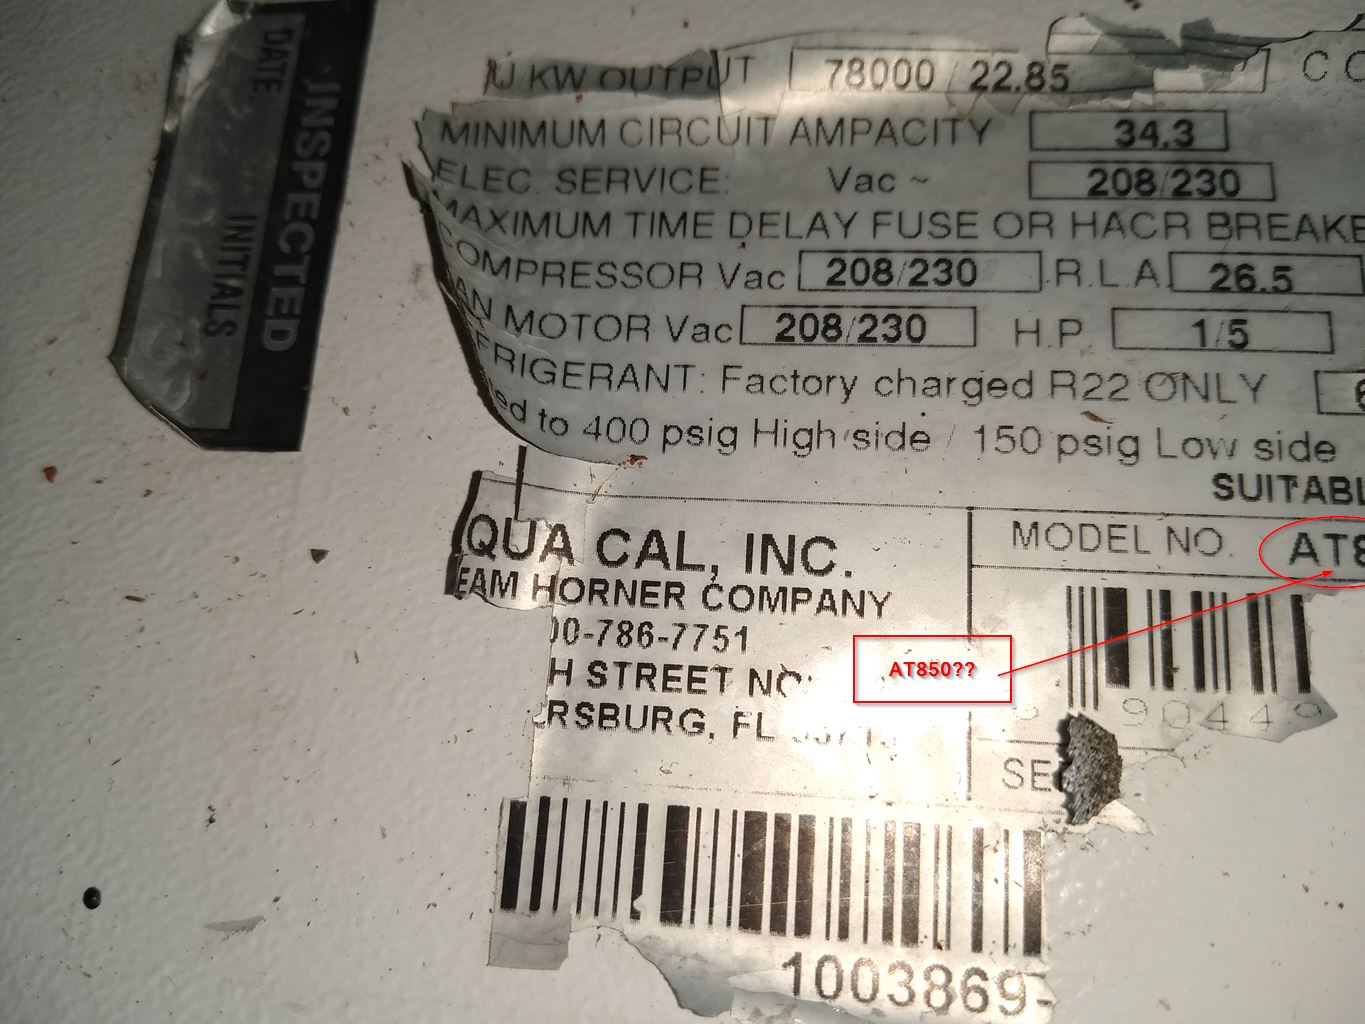 INSPECTED
DATE
INITIALS
KW OUTPUT 78000 / 22.85
MINIMUM CIRCUIT AMPACITY 34.3
ELEC. SERVICE: Vac ~ 208/230
MAXIMUM TIME DELAY FUSE OR HACR BREAKE
COMPRESSOR Vac 208/230 R.L.A. 26.5
AN MOTOR Vac 208/230 H.P. 1/5
FRIGERANT: Factory charged R22 ONLY
ed to 400 psig High side / 150 psig Low side
SUITABL
QUA CAL, INC.
EAM HORNER COMPANY
00-786-7751
H STREET NO
ERSBURG, FL
MODEL NO. AT8
AT850??
90449
SE
1003869-